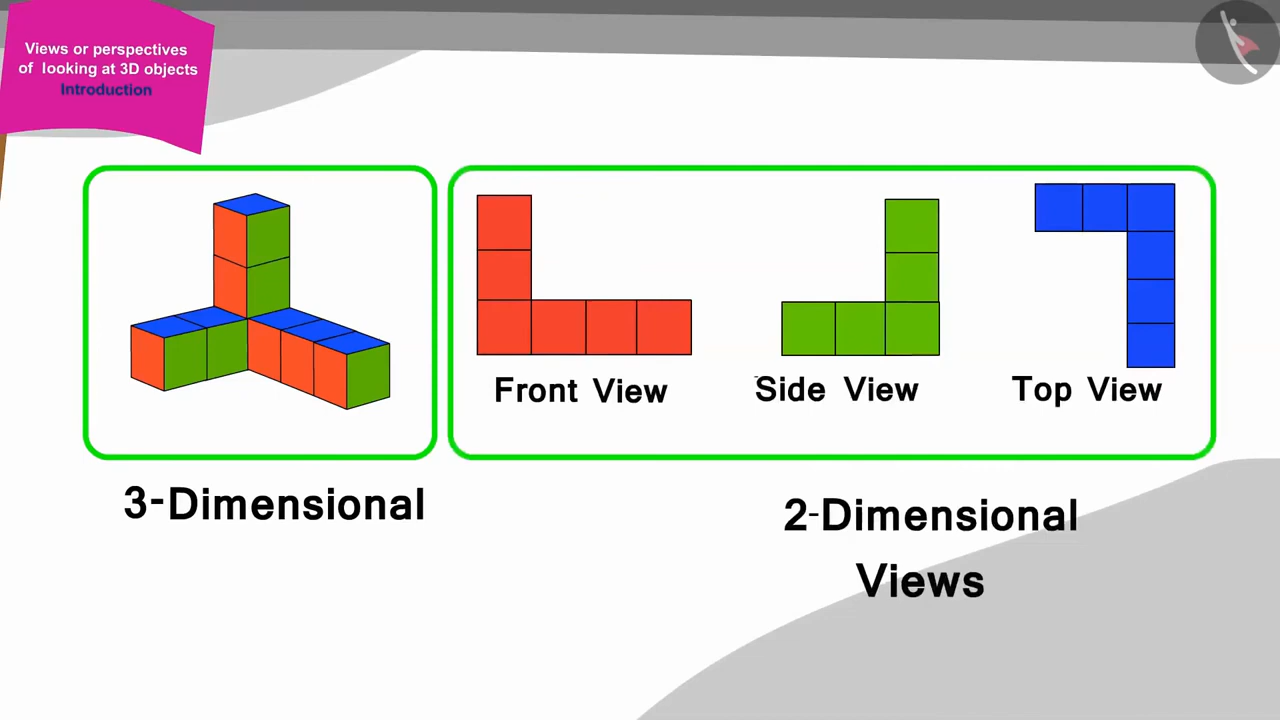 Views or perspectives
of looking at 3D objects
Introduction
Front View
Side View
Top View
3-Dimensional
2-Dimensional
Views